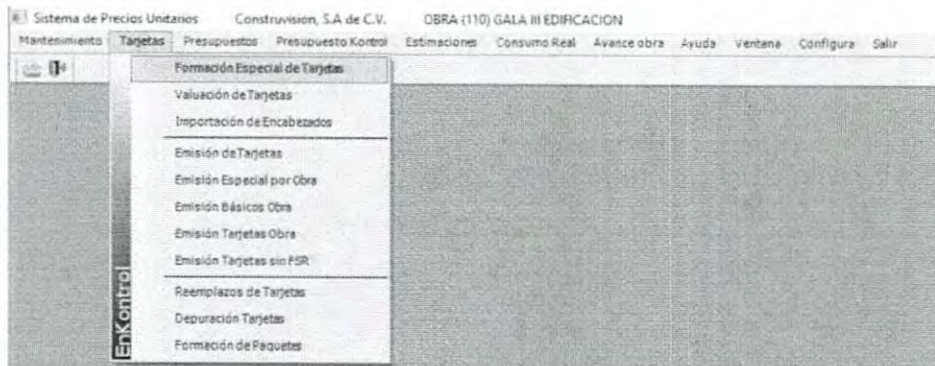 Sistema de Precios Unitarios Construvision, S.A de C.V. OBRA (110) GALA III EDIFICACION
Mantenimiento Tarjetas Presupuestos Presupuesto Kontrol Estimaciones Consumo Real Avance obra Ayuda Ventana Configura Salir
Formación Especial de Tarjetas
Valuación de Tarjetas
Importación de Encabezados
Emisión de Tarjetas
Emisión Especial por Obra
Emisión Básicos Obra
Emisión Tarjetas Obra
Emisión Tarjetas sin FSR
Reemplazos de Tarjetas
Depuración Tarjetas
Formación de Paquetes
EnKontrol